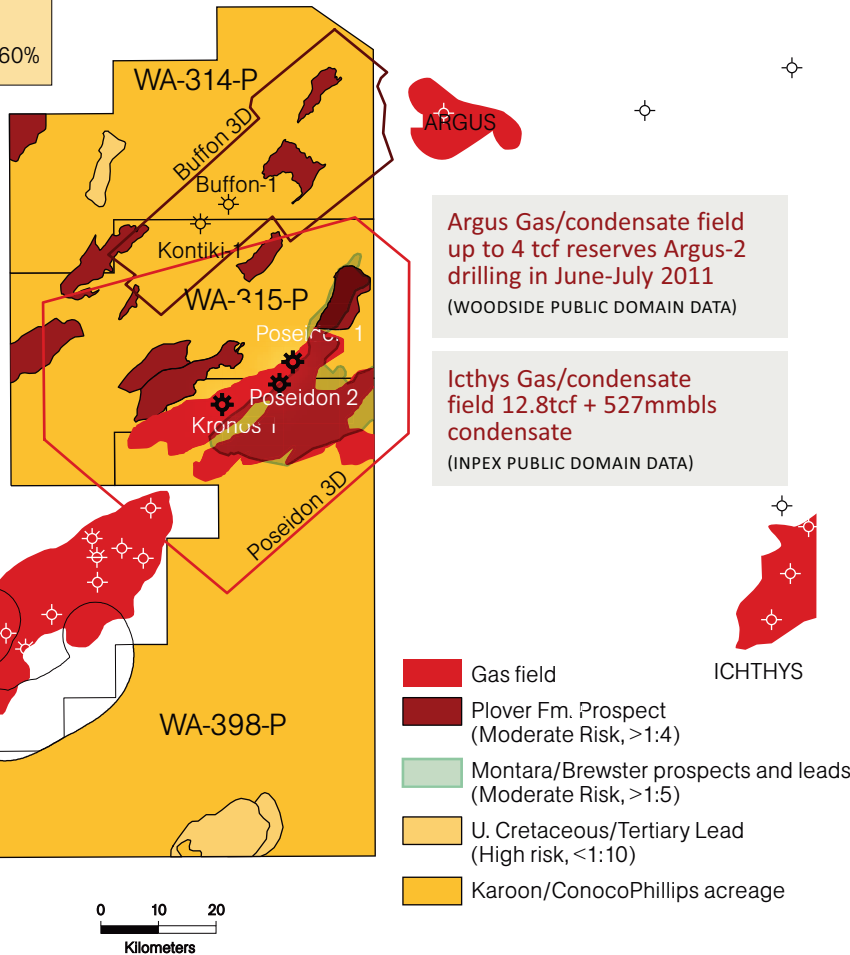 60%
WA-314-P
Buffon 3D
ARGUS
Buffon-1
Kontiki-1
WA-315-P
Argus Gas/condensate field
up to 4 tcf reserves Argus-2
drilling in June-July 2011
(WOODSIDE PUBLIC DOMAIN DATA)
Poseidon 1
Poseidon 2
Kronos 1
Icthys Gas/condensate
field 12.8tcf + 527mmbls
condensate
(INPEX PUBLIC DOMAIN DATA)
Poseidon 3D
ICHTHYS
WA-398-P
Gas field
Plover Fm. Prospect
(Moderate Risk, >1:4)
Montara/Brewster prospects and leads
(Moderate Risk, >1:5)
U. Cretaceous/Tertiary Lead
(High risk, <1:10)
Karoon/ConocoPhillips acreage
0 10 20
Kilometers